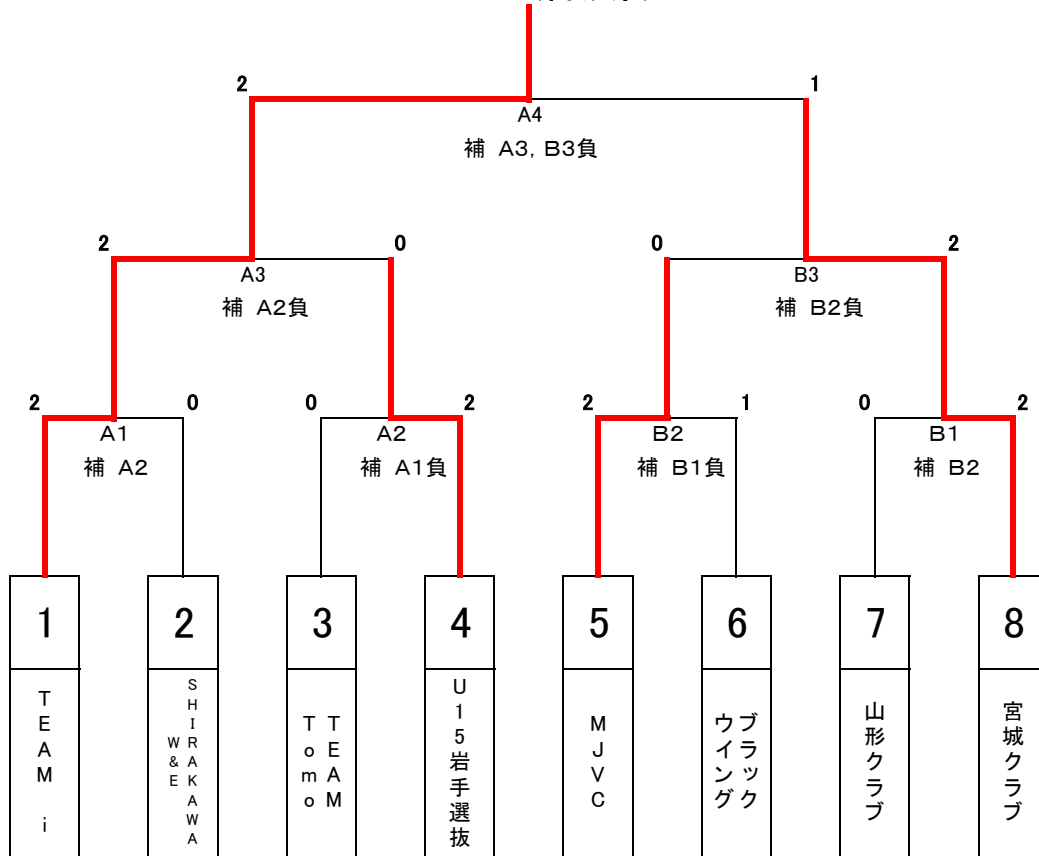 2 1
A4
補 A3, B3負
2 0 0 2
A3 B3
補 A2負 補 B2負
2 0 0 2 2 1 0 2
A1 A2 B2 B1
補 A2 補 A1負 補 B1負 補 B2
1 2 3 4 5 6 7 8
TEAM i
SHIRAKAWA
W&E
TEAM
Tomo
U15岩手選抜
MJVC
ブラック
ウイング
山形クラブ
宮城クラブ